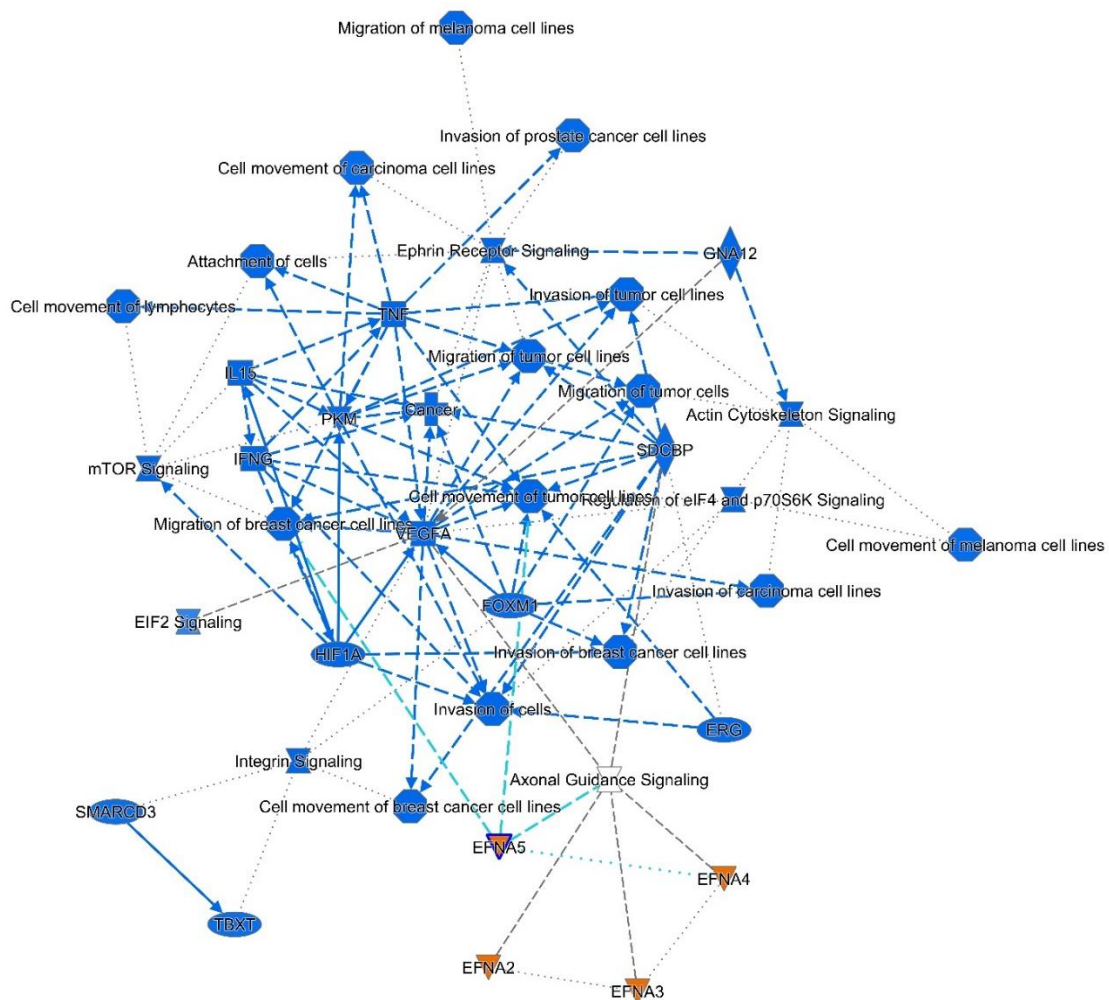 Migration of melanoma cell lines
Invasion of prostate cancer cell lines
Cell movement of carcinoma cell lines
Ephrin Receptor Signaling
GNA12
Attachment of cells
Invasion of tumor cell lines
Cell movement of lymphocytes
TNF
Migration of tumor cell lines
IL15
Migration of tumor cells
Cancer
Actin Cytoskeleton Signaling
PKM
SDCBP
IFNG
mTOR Signaling
Cell movement of tumor cell lines
Regulation of eIF4 and p70S6K Signaling
Migration of breast cancer cell lines
VEGFA
Cell movement of melanoma cell lines
Invasion of carcinoma cell lines
FOXM1
EIF2 Signaling
HIF1A
Invasion of breast cancer cell lines
Invasion of cells
ERG
Integrin Signaling
Axonal Guidance Signaling
Cell movement of breast cancer cell lines
SMARCD3
EFNA5
EFNA4
TBXT
EFNA2
EFNA3